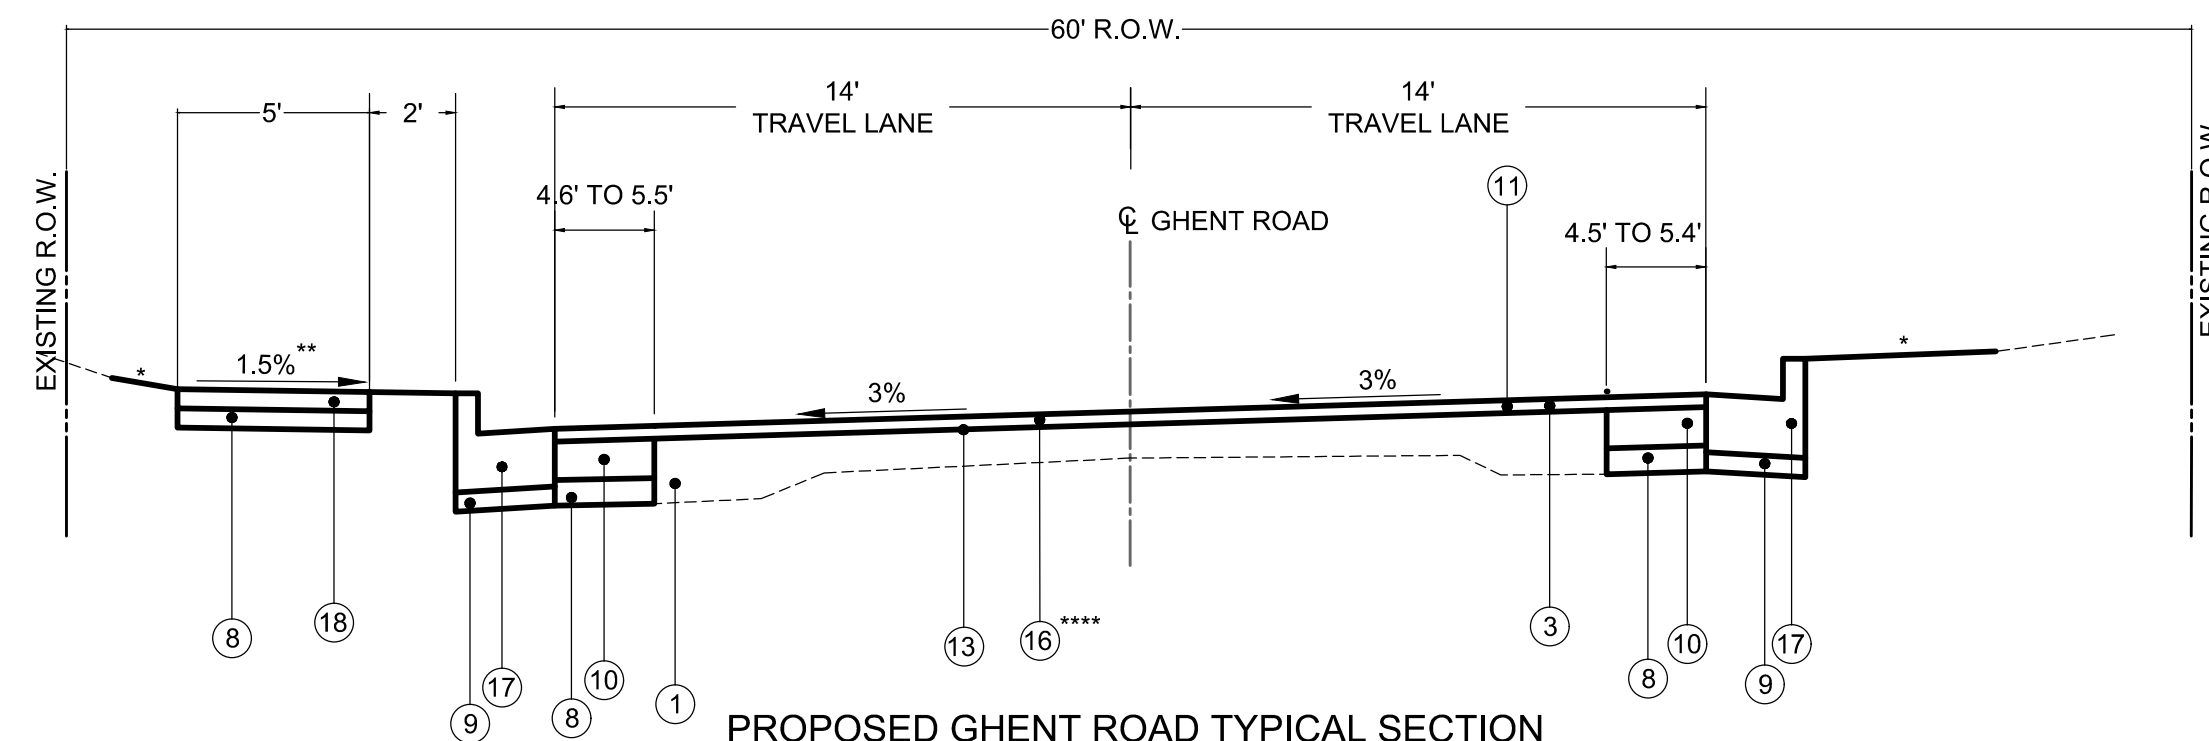 60' R.O.W.
5'
2'
14'
TRAVEL LANE
14'
TRAVEL LANE
4.6' TO 5.5'
11
EXISTING R.O.W.
℄ GHENT ROAD
4.5' TO 5.4'
EXISTING R.O.W.
*
1.5%**
3%
3%
*
8
18
9
17
8
10
1
13
16 ****
3
8
10
9
17
PROPOSED GHENT ROAD TYPICAL SECTION